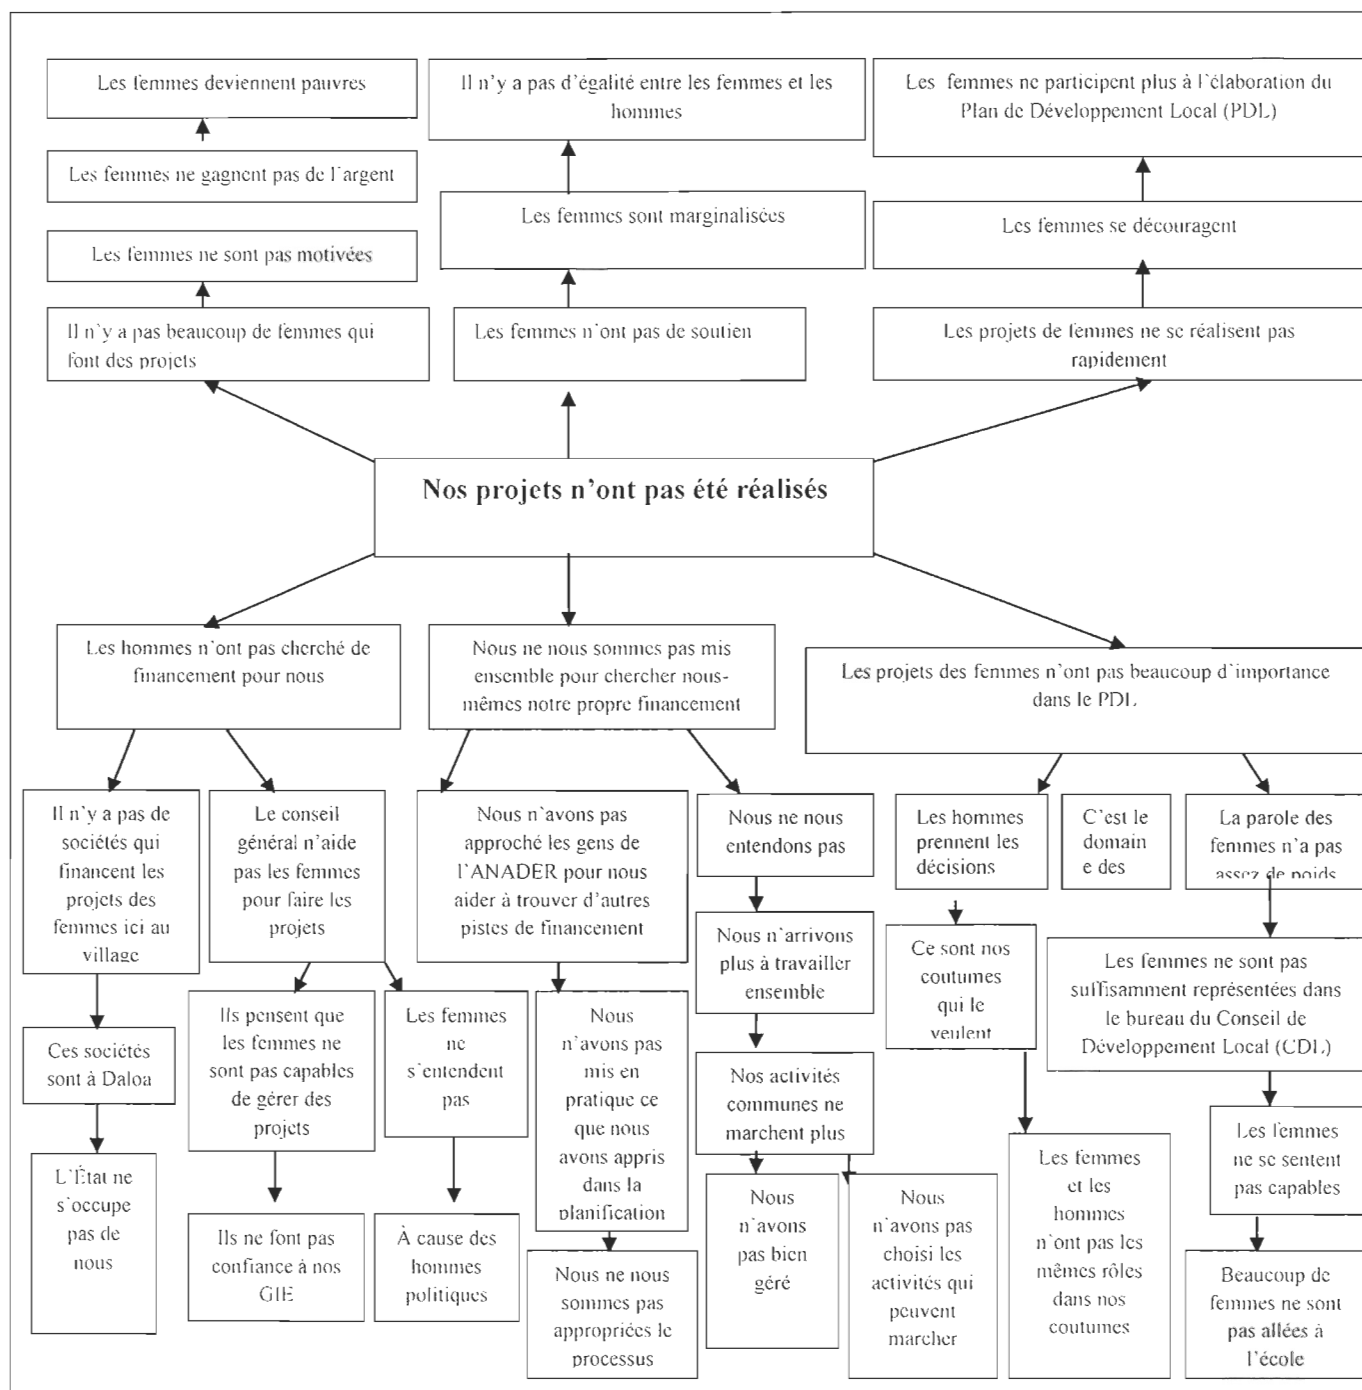 Les femmes deviennent pauvres
Il n'y a pas d'égalité entre les femmes et les
hommes
Les femmes ne participent plus à l'élaboration du
Plan de Développement Local (PDL)
Les femmes ne gagnent pas de l'argent
Les femmes sont marginalisées
Les femmes se découragent
Les femmes ne sont pas motivées
Il n'y a pas beaucoup de femmes qui
font des projets
Les femmes n'ont pas de soutien
Les projets de femmes ne se réalisent pas
rapidement
Nos projets n'ont pas été réalisés
Les hommes n'ont pas cherché de
financement pour nous
Nous ne nous sommes pas mis
ensemble pour chercher nous-
mêmes notre propre financement
Les projets des femmes n'ont pas beaucoup d'importance
dans le PDL
Il n'y a pas de
sociétés qui
financent les
projets des
femmes ici au
village
Le conseil
général n'aide
pas les femmes
pour faire les
projets
Nous n'avons pas
approché les gens de
l'ANADER pour nous
aider à trouver d'autres
pistes de financement
Nous ne nous
entendons pas
Les hommes
prennent les
décisions
C'est le
domain
e des
La parole des
femmes n'a pas
assez de poids
Nous n'arrivons
plus à travailler
ensemble
Ce sont nos
coutumes
qui le
veulent
Les femmes ne sont pas
suffisamment représentées dans
le bureau du Conseil de
Développement Local (CDL)
Ces sociétés
sont à Daloa
Ils pensent que
les femmes ne
sont pas capables
de gérer des
projets
Les femmes
ne
s'entendent
pas
Nous
n'avons pas
mis en
pratique ce
que nous
avons appris
dans la
planification
Nos activités
communes ne
marchent plus
Les femmes
ne se sentent
pas capables
L'État ne
s'occupe
pas de
nous
Ils ne font pas
confiance à nos
GIE
À cause des
hommes
politiques
Nous ne nous
sommes pas
appropriées le
processus
Nous
n'avons
pas bien
géré
Nous
n'avons pas
choisi les
activités qui
peuvent
marcher
Les femmes
et les
hommes
n'ont pas les
mêmes rôles
dans nos
coutumes
Beaucoup de
femmes ne sont
pas allées à
l'école